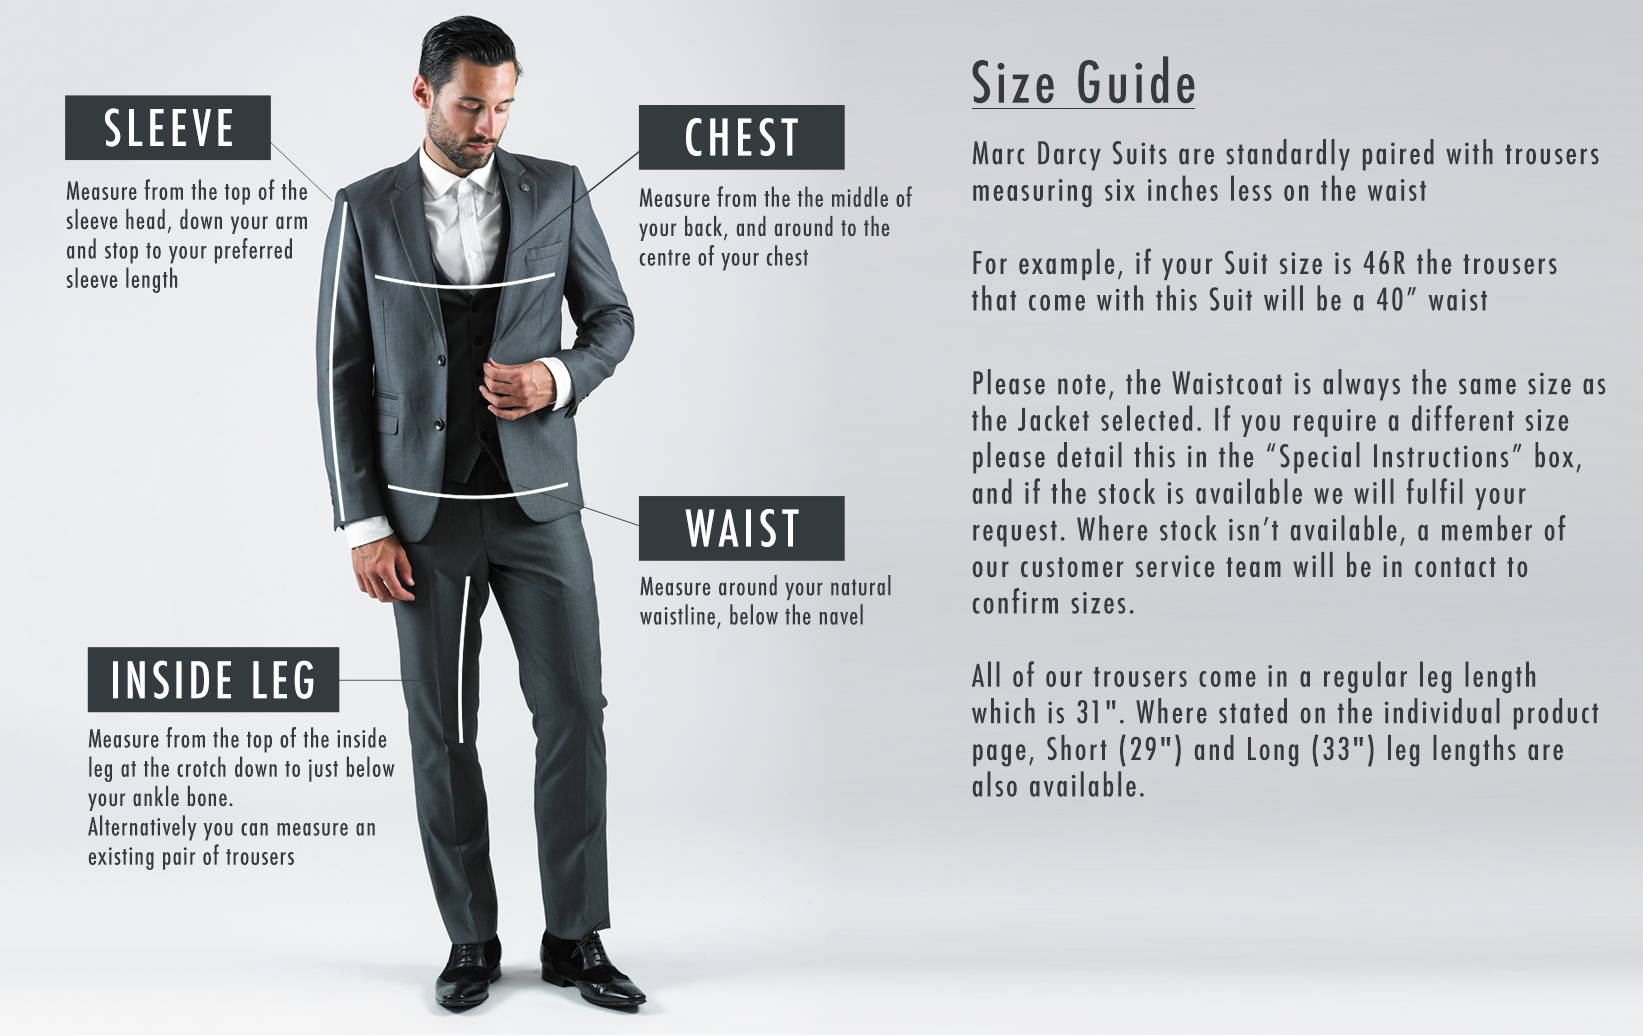 SLEEVE
Measure from the top of the
sleeve head, down your arm
and stop to your preferred
sleeve length
CHEST
Measure from the the middle of
your back, and around to the
centre of your chest
WAIST
Measure around your natural
waistline, below the navel
INSIDE LEG
Measure from the top of the inside
leg at the crotch down to just below
your ankle bone.
Alternatively you can measure an
existing pair of trousers
Size Guide
Marc Darcy Suits are standardly paired with trousers
measuring six inches less on the waist
For example, if your Suit size is 46R the trousers
that come with this Suit will be a 40” waist
Please note, the Waistcoat is always the same size as
the Jacket selected. If you require a different size
please detail this in the “Special Instructions” box,
and if the stock is available we will fulfil your
request. Where stock isn’t available, a member of
our customer service team will be in contact to
confirm sizes.
All of our trousers come in a regular leg length
which is 31". Where stated on the individual product
page, Short (29") and Long (33") leg lengths are
also available.